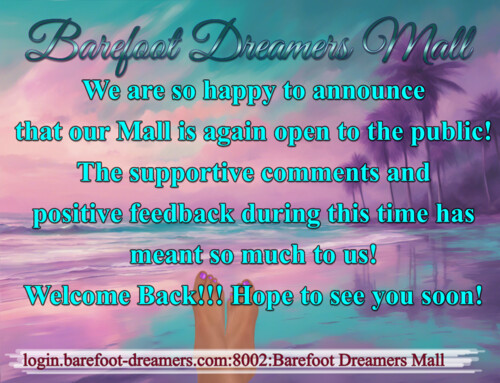 Barefoot Dreamers Mall
We are so happy to announce
that our Mall is again open to the public!
The supportive comments and
positive feedback during this time has
meant so much to us!
Welcome Back!!! Hope to see you soon!
login.barefoot-dreamers.com:8002:Barefoot Dreamers Mall